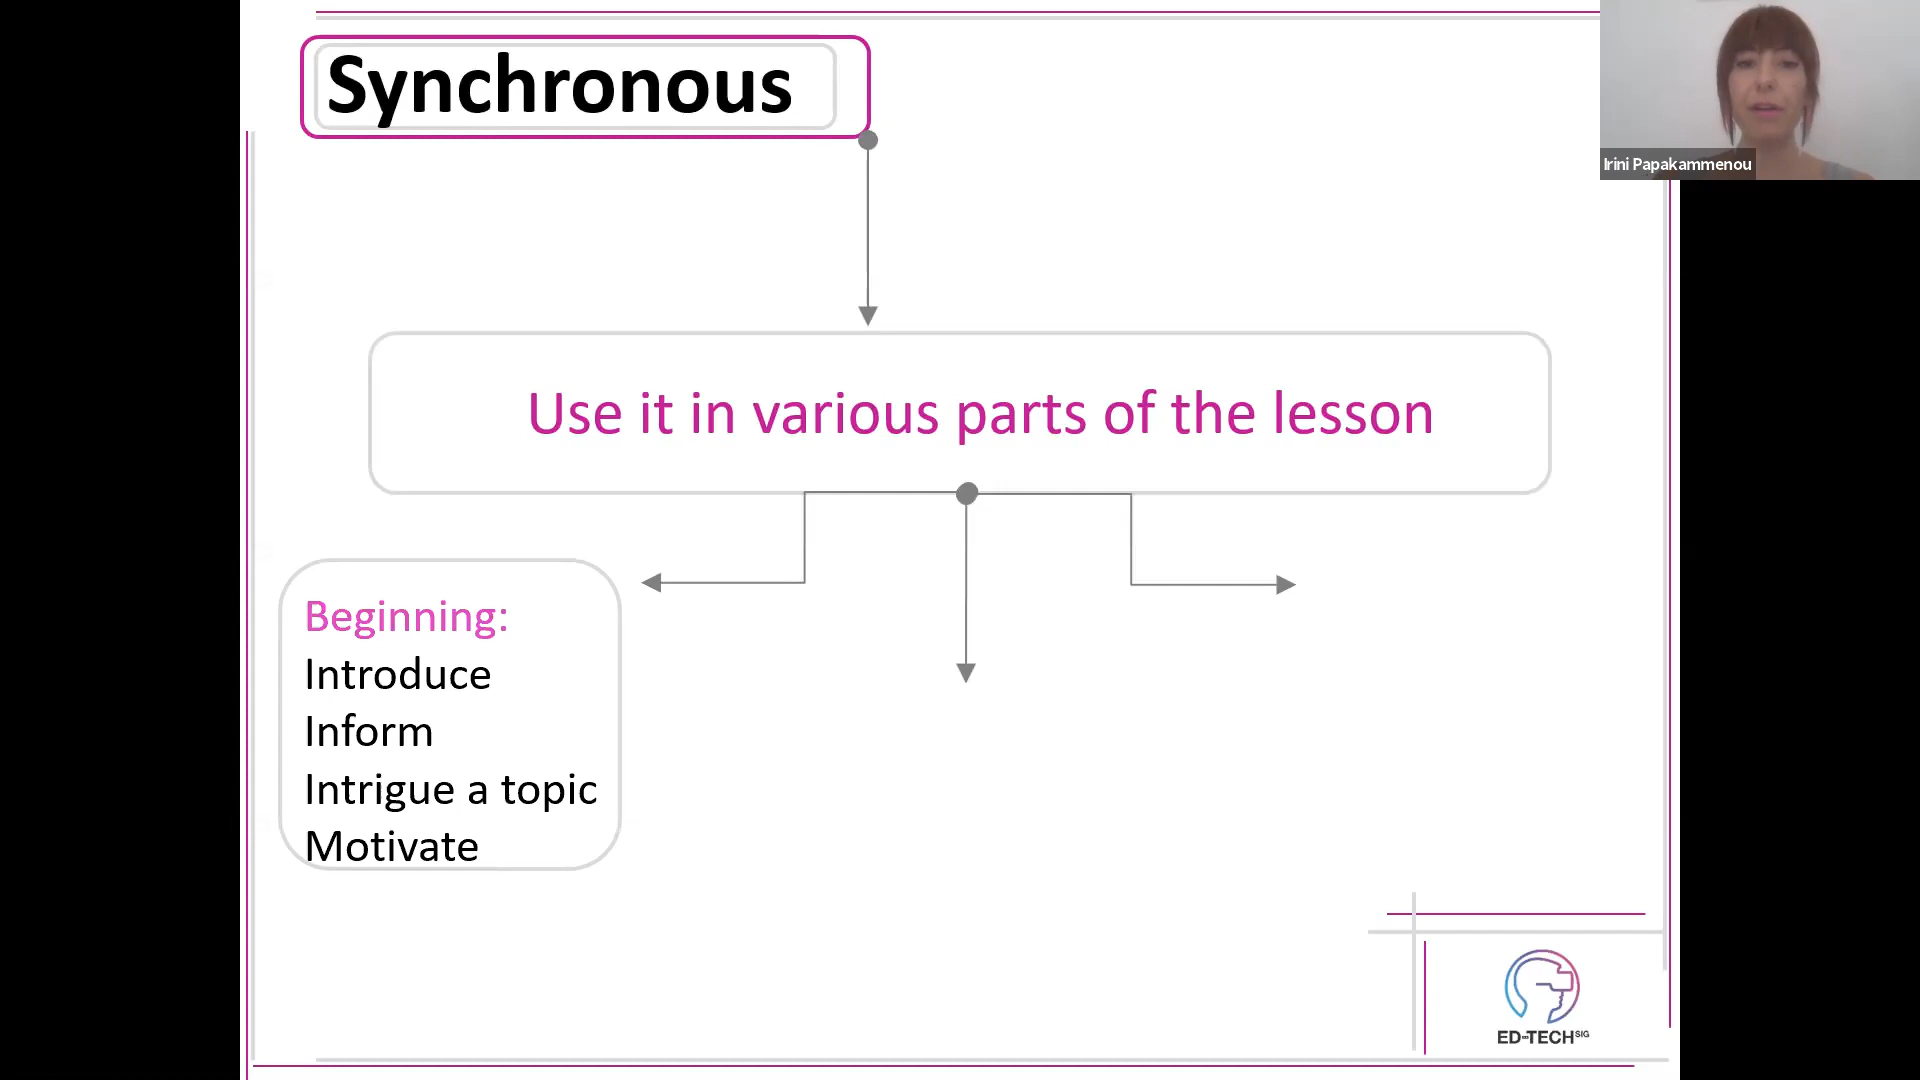 Synchronous
Irini Papakammenou
Use it in various parts of the lesson
Beginning:
Introduce
Inform
Intrigue a topic
Motivate
ED-TECH SIG